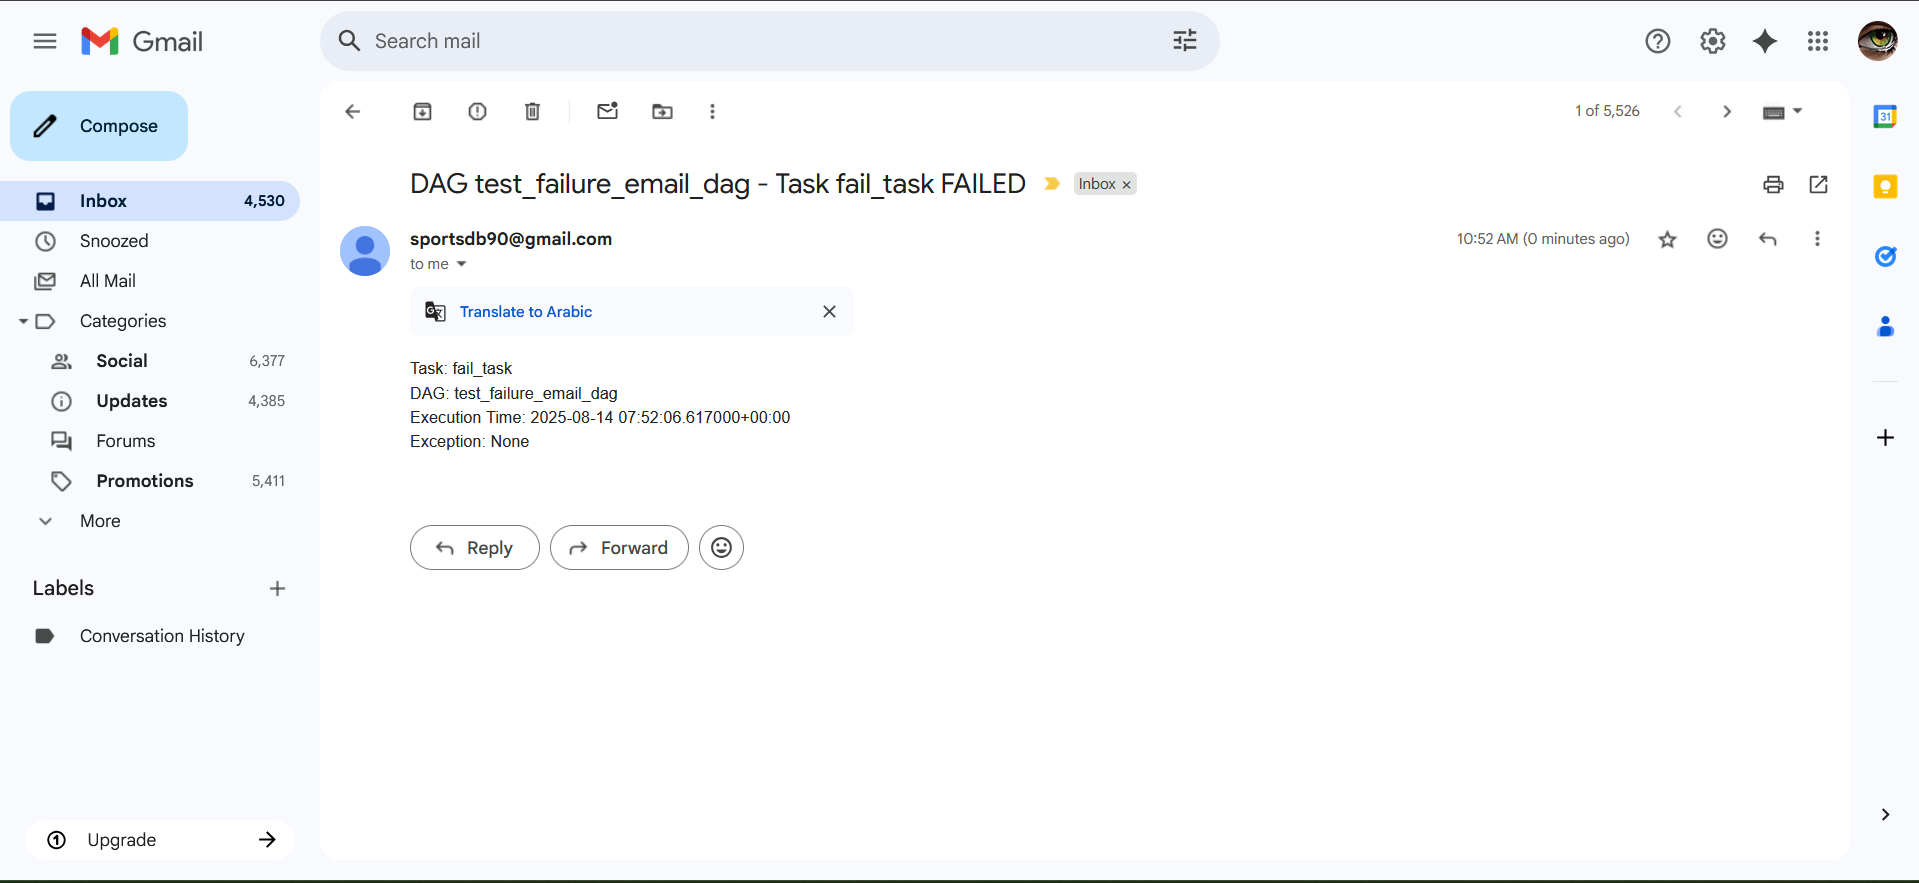 Gmail
Search mail
Compose
1 of 5,526
31
Inbox 4,530
Snoozed
All Mail
Categories
Social 6,377
Updates 4,385
Forums
Promotions 5,411
More
Labels
Conversation History
Upgrade
DAG test_failure_email_dag - Task fail_task FAILED
Inbox ×
sportsdb90@gmail.com
10:52 AM (0 minutes ago)
to me
Translate to Arabic
Task: fail_task
DAG: test_failure_email_dag
Execution Time: 2025-08-14 07:52:06.617000+00:00
Exception: None
Reply
Forward